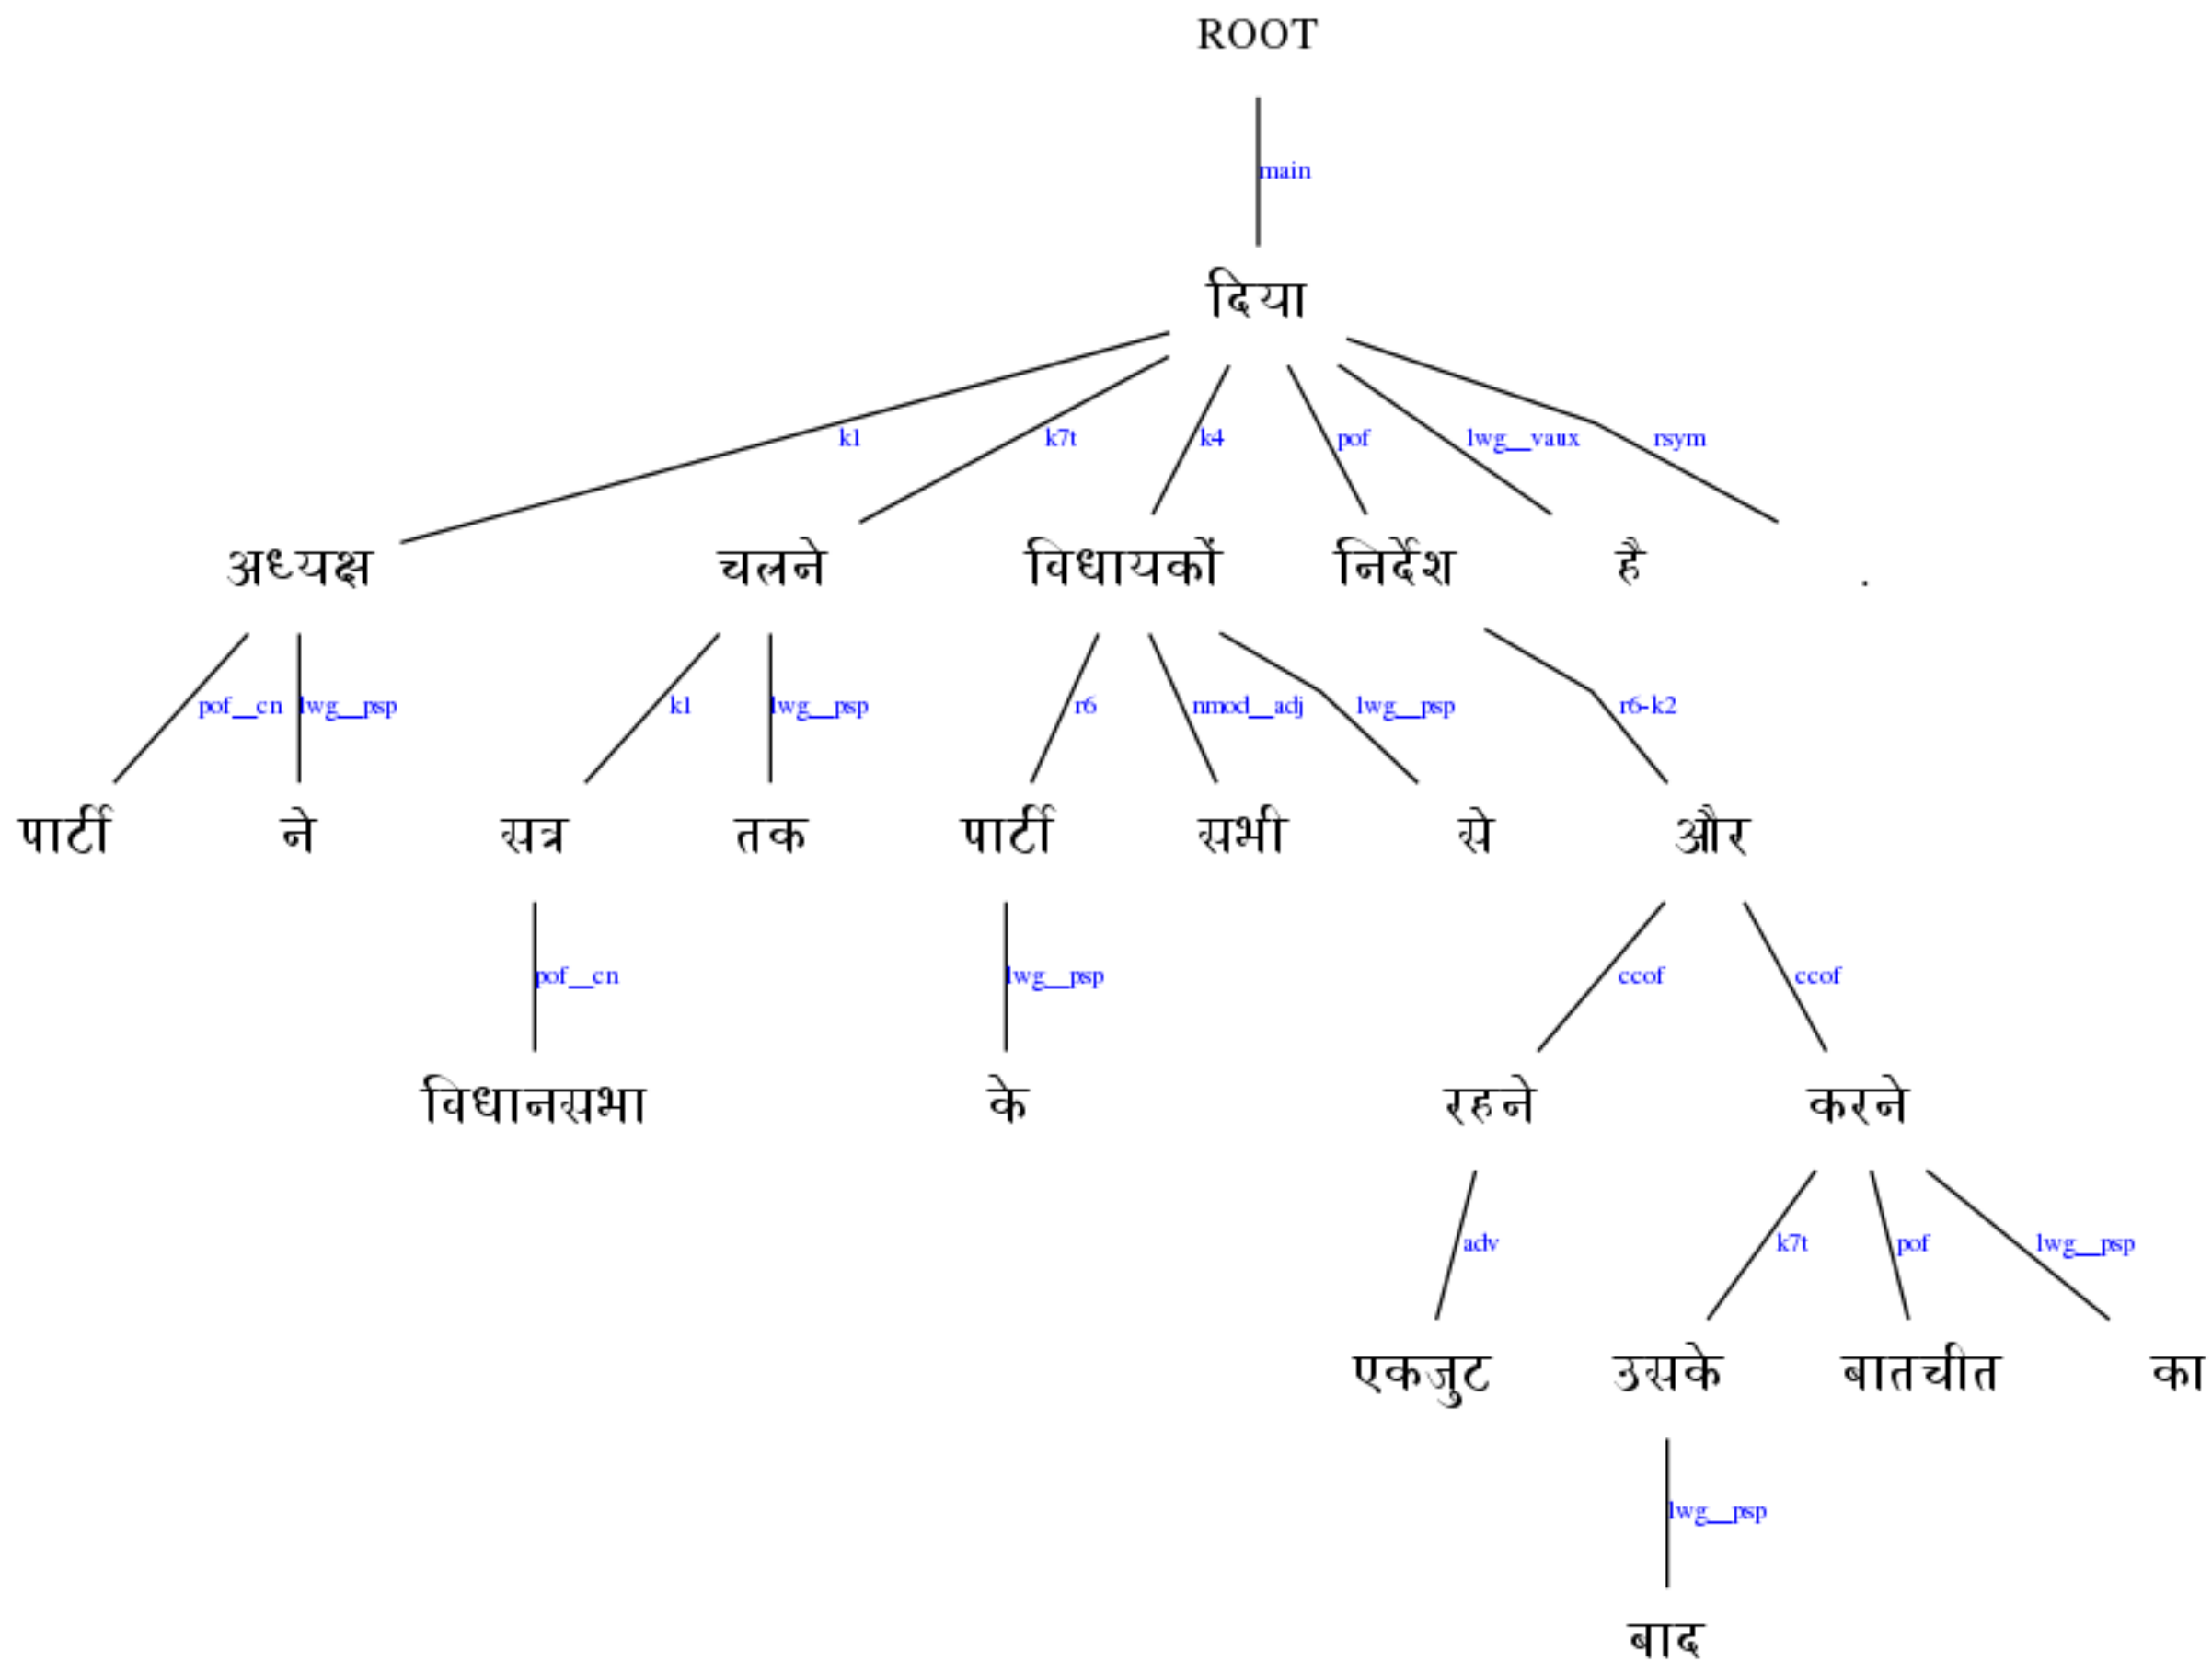 ROOT
main
दिया
k1 k7t k4 pof lwg__vaux rsym
अध्यक्ष चलने विधायकों निर्देश है .
pof__cn lwg__psp k1 lwg__psp r6 nmod__adj lwg__psp r6-k2
पार्टी ने सत्र तक पार्टी सभी से और
pof__cn lwg__psp ccof ccof
विधानसभा के रहने करने
adv k7t pof lwg__psp
एकजुट उसके बातचीत का
lwg__psp
बाद